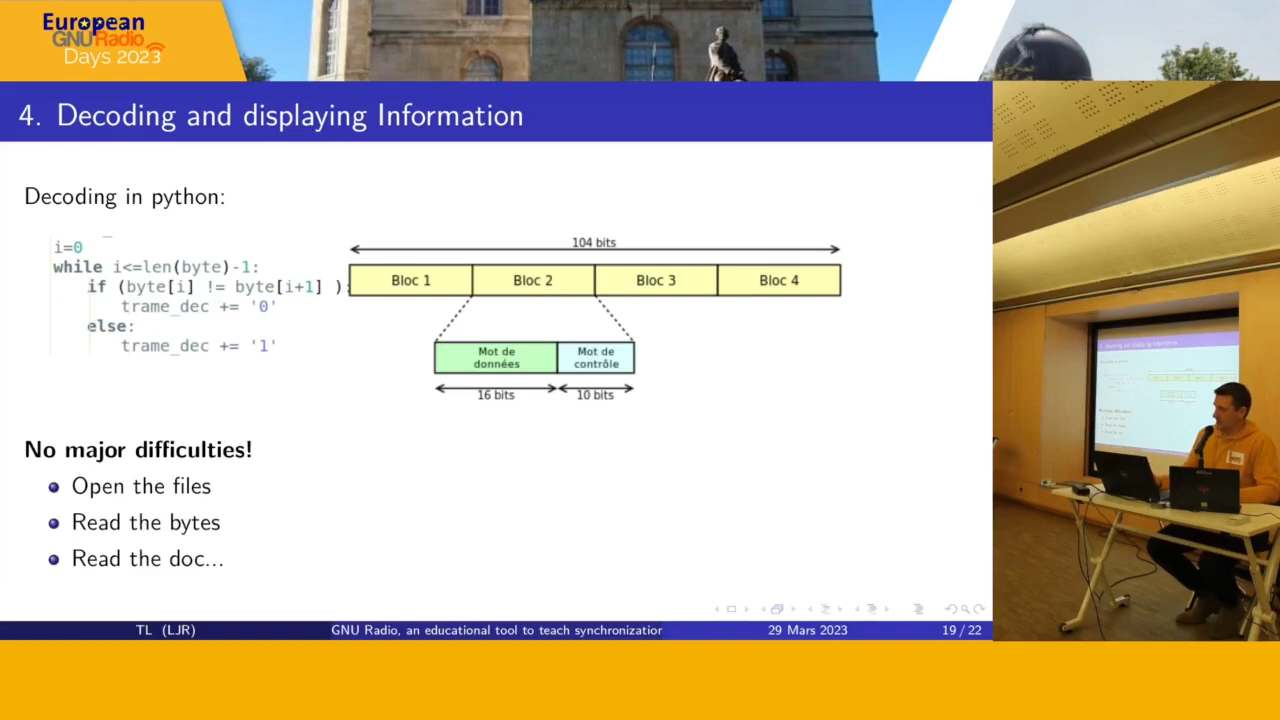 European
GNU Radio
Days 2023
4. Decoding and displaying Information
Decoding in python:
i=0
while i<=len(byte)-1:
if (byte[i] != byte[i+1] ):
trame_dec += '0'
else:
trame_dec += '1'
104 bits
Bloc 1 Bloc 2 Bloc 3 Bloc 4
Mot de
données
Mot de
contrôle
16 bits 10 bits
No major difficulties!
Open the files
Read the bytes
Read the doc...
TL (LJR) GNU Radio, an educational tool to teach synchronization 29 Mars 2023 19 / 22